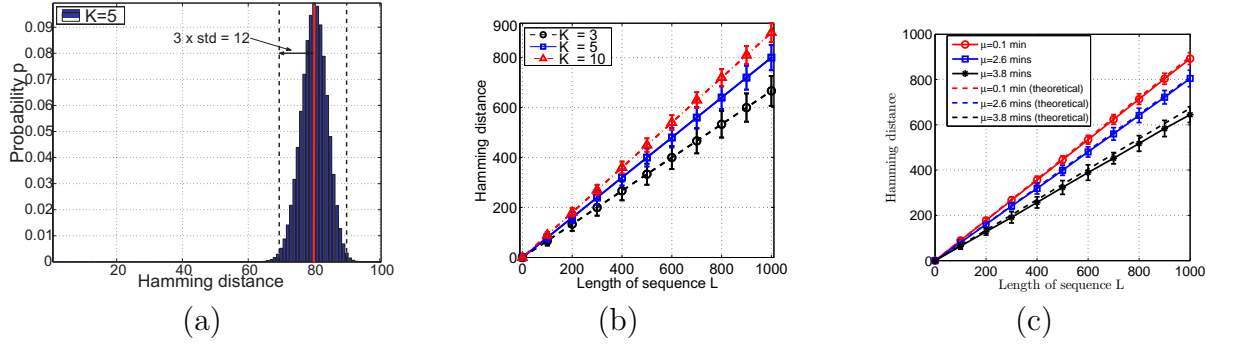 K=5
3 x std = 12
Probability p
0.09
0.08
0.07
0.06
0.05
0.04
0.03
0.02
0.01
0
20 40 60 80 100
Hamming distance
(a)
K = 3
K = 5
K = 10
Hamming distance
900
800
600
400
200
0
0 200 400 600 800 1000
Length of sequence L
(b)
μ=0.1 min
μ=2.6 mins
μ=3.8 mins
μ=0.1 min (theoretical)
μ=2.6 mins (theoretical)
μ=3.8 mins (theoretical)
Hamming distance
1000
800
600
400
200
0
0 200 400 600 800 1000
Length of sequence L
(c)